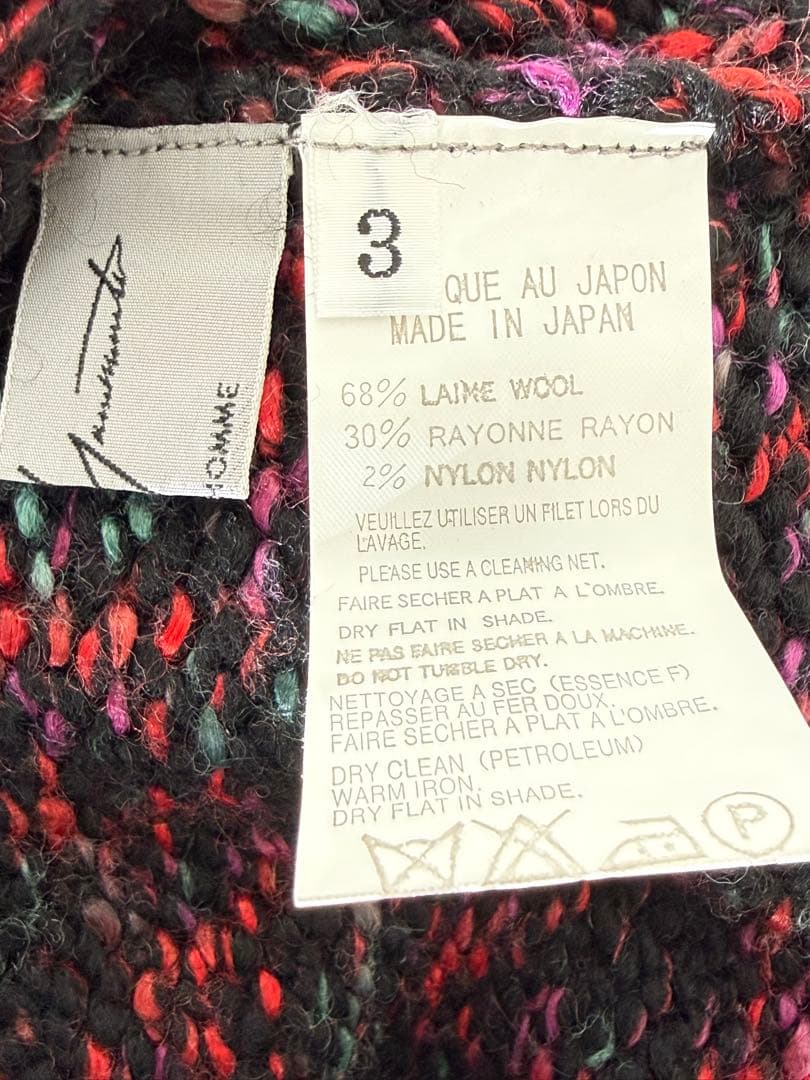 Yamamoto
HOMME
3
QUE AU JAPON
MADE IN JAPAN
68% LAIME WOOL
30% RAYONNE RAYON
2% NYLON NYLON
VEUILLEZ UTILISER UN FILET LORS DU
LAVAGE.
PLEASE USE A CLEANING NET.
FAIRE SECHER A PLAT A L`OMBRE.
DRY FLAT IN SHADE.
NE PAS FAIRE SECHER A LA MACHINE.
DO NOT TUMBLE DRY.
NETTOYAGE A SEC (ESSENCE F)
REPASSER AU FER DOUX.
FAIRE SECHER A PLAT A L'OMBRE.
DRY CLEAN (PETROLEUM)
WARM IRON.
DRY FLAT IN SHADE.
P